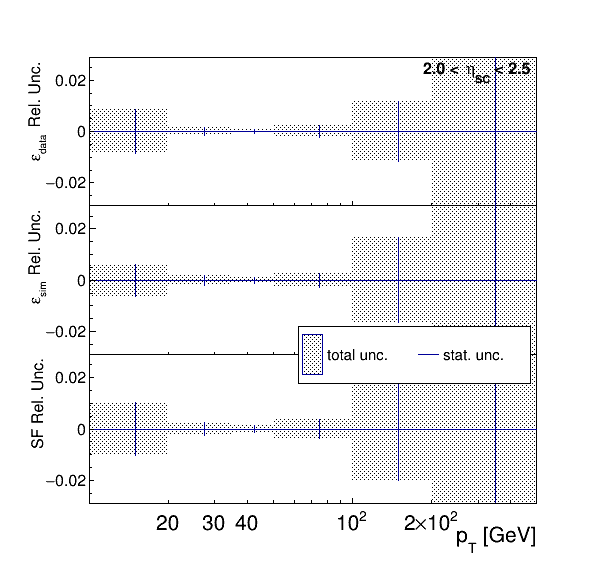 2.0 < η_SC < 2.5
ε_data Rel. Unc.
0.02
0
−0.02
ε_sim Rel. Unc.
0.02
0
−0.02
total unc. stat. unc.
SF Rel. Unc.
0.02
0
−0.02
20 30 40 10² 2×10²
p_T [GeV]